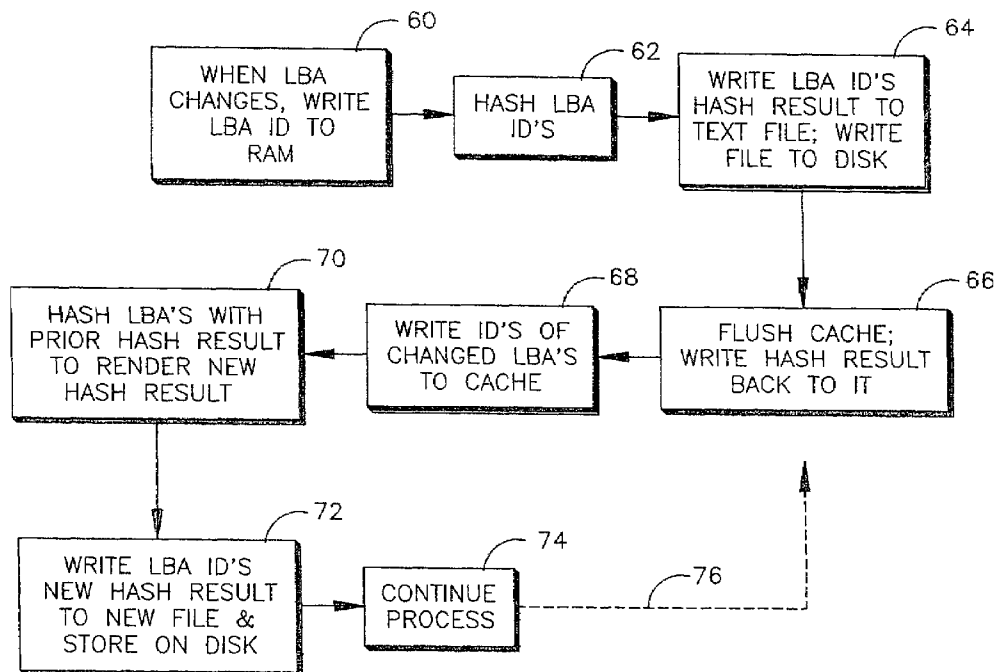 60
WHEN LBA
CHANGES, WRITE
LBA ID TO
RAM
62
HASH LBA
ID'S
64
WRITE LBA ID'S
HASH RESULT TO
TEXT FILE; WRITE
FILE TO DISK
66
FLUSH CACHE;
WRITE HASH RESULT
BACK TO IT
68
WRITE ID'S OF
CHANGED LBA'S
TO CACHE
70
HASH LBA'S WITH
PRIOR HASH RESULT
TO RENDER NEW
HASH RESULT
72
WRITE LBA ID'S
NEW HASH RESULT
TO NEW FILE &
STORE ON DISK
74
CONTINUE
PROCESS
76